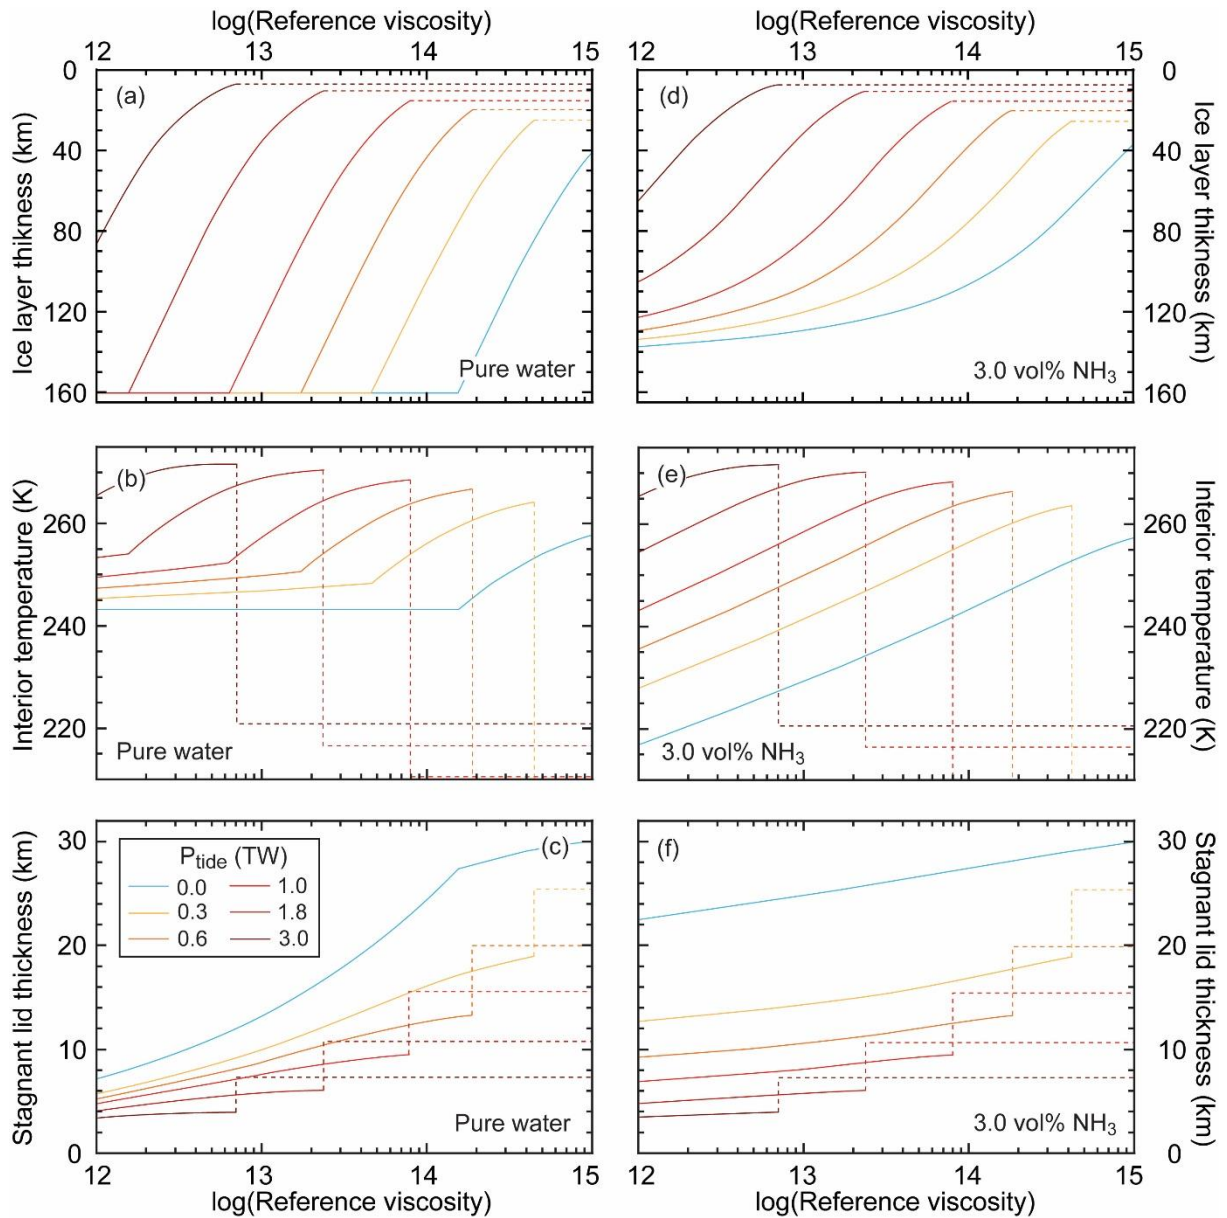 log(Reference viscosity) log(Reference viscosity)
12 13 14 15 12 13 14 15
0 (a) (d) 0
40 40
80 80
120 120
160 Pure water 3.0 vol% NH3 160
Ice layer thikness (km) Ice layer thikness (km)
(b) (e)
260 260
240 240
220 220
Pure water 3.0 vol% NH3
Interior temperature (K) Interior temperature (K)
30 (c) (f) 30
Ptide (TW)
0.0 1.0
0.3 1.8
0.6 3.0
20 20
10 10
Pure water 3.0 vol% NH3
0 0
Stagnant lid thickness (km) Stagnant lid thickness (km)
12 13 14 15 12 13 14 15
log(Reference viscosity) log(Reference viscosity)